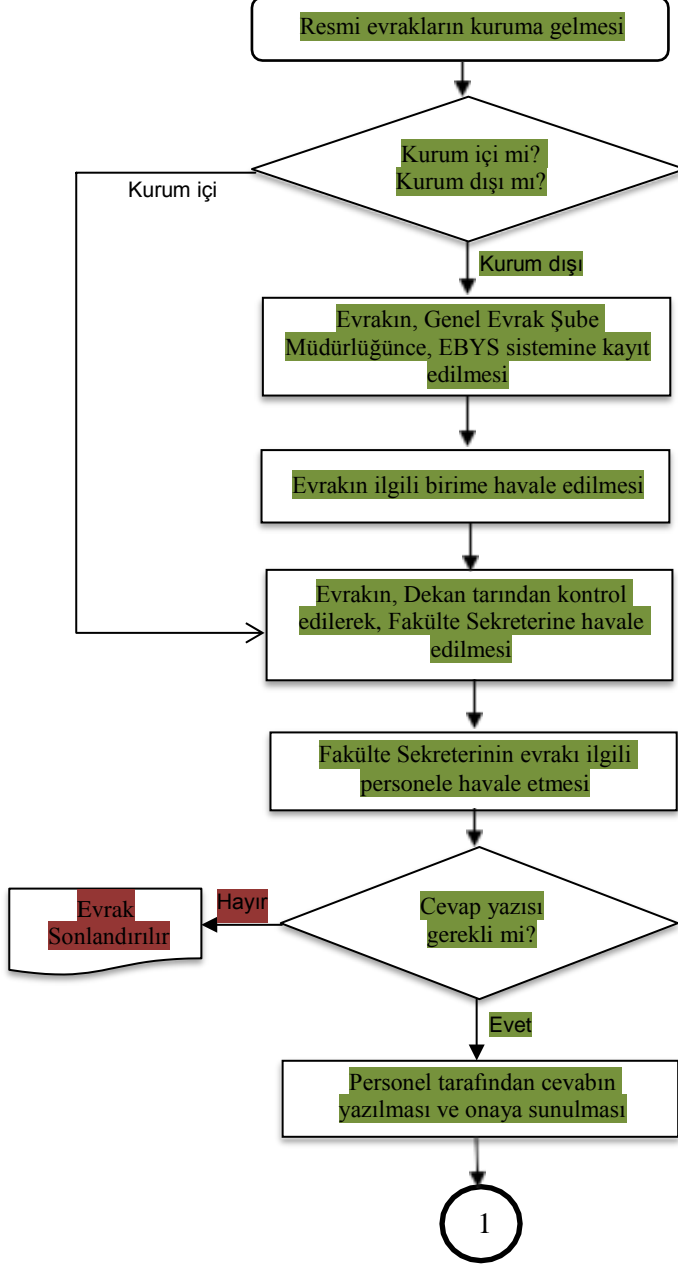 Resmi evrakların kuruma gelmesi
Kurum içi mi?
Kurum dışı mı?
Kurum içi
Kurum dışı
Evrakın, Genel Evrak Şube
Müdürlüğünce, EBYS sistemine kayıt
edilmesi
Evrakın ilgili birime havale edilmesi
Evrakın, Dekan tarından kontrol
edilerek, Fakülte Sekreterine havale
edilmesi
Fakülte Sekreterinin evrakı ilgili
personele havale etmesi
Cevap yazısı
gerekli mi?
Hayır
Evrak
Sonlandırılır
Evet
Personel tarafından cevabın
yazılması ve onaya sunulması
1